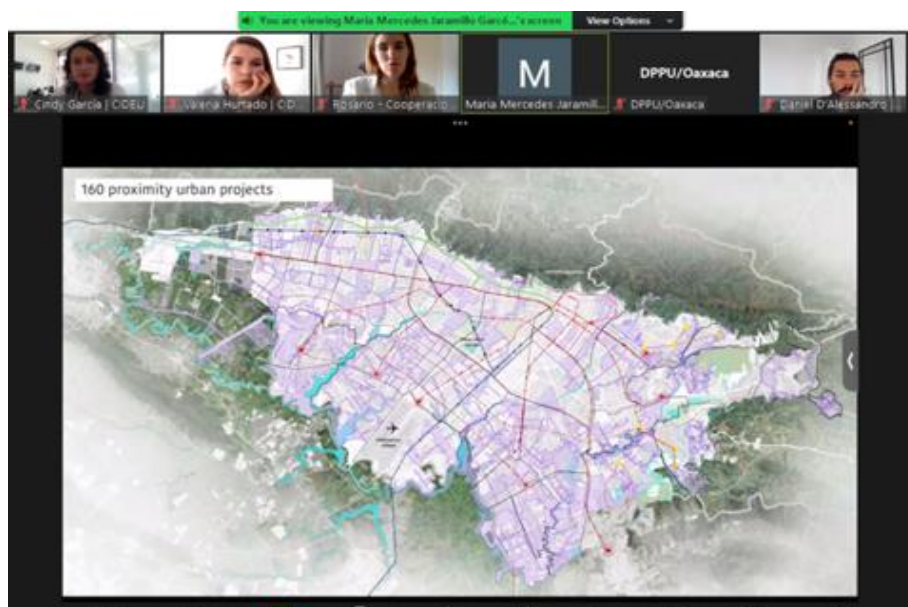 You are viewing María Mercedes Jaramillo Garcé...'s screen
View Options
Cindy García | CIDEU
Valeria Hurtado | CID...
Rosario - Cooperacio...
M
María Mercedes Jaramill...
DPPU/Oaxaca
DPPU/Oaxaca
Daniel D'Alessandro
160 proximity urban projects